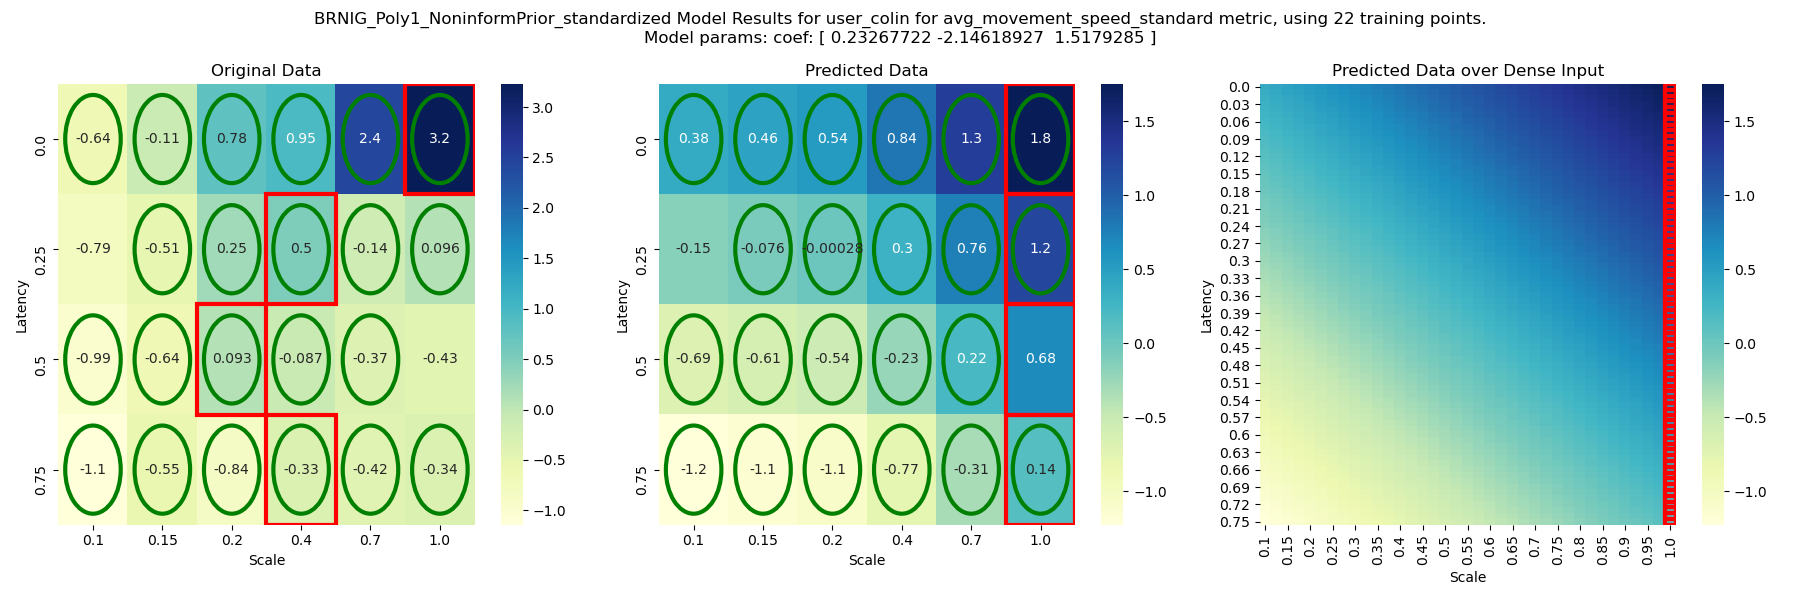 BRNIG_Poly1_NoninformPrior_standardized Model Results for user_colin for avg_movement_speed_standard metric, using 22 training points.
Model params: coef: [ 0.23267722 -2.14618927  1.5179285 ]
Original Data
Latency
0.0
0.25
0.5
0.75
-0.64 -0.11 0.78 0.95 2.4 3.2
-0.79 -0.51 0.25 0.5 -0.14 0.096
-0.99 -0.64 0.093 -0.087 -0.37 -0.43
-1.1 -0.55 -0.84 -0.33 -0.42 -0.34
0.1 0.15 0.2 0.4 0.7 1.0
Scale
3.0
2.5
2.0
1.5
1.0
0.5
0.0
−0.5
−1.0
Predicted Data
Latency
0.0
0.25
0.5
0.75
0.38 0.46 0.54 0.84 1.3 1.8
-0.15 -0.076 -0.00028 0.3 0.76 1.2
-0.69 -0.61 -0.54 -0.23 0.22 0.68
-1.2 -1.1 -1.1 -0.77 -0.31 0.14
0.1 0.15 0.2 0.4 0.7 1.0
Scale
1.5
1.0
0.5
0.0
−0.5
−1.0
Predicted Data over Dense Input
Latency
0.0
0.03
0.06
0.09
0.12
0.15
0.18
0.21
0.24
0.27
0.3
0.33
0.36
0.39
0.42
0.45
0.48
0.51
0.54
0.57
0.6
0.63
0.66
0.69
0.72
0.75
0.1 0.15 0.2 0.25 0.3 0.35 0.4 0.45 0.5 0.55 0.6 0.65 0.7 0.75 0.8 0.85 0.9 0.95 1.0
Scale
1.5
1.0
0.5
0.0
−0.5
−1.0